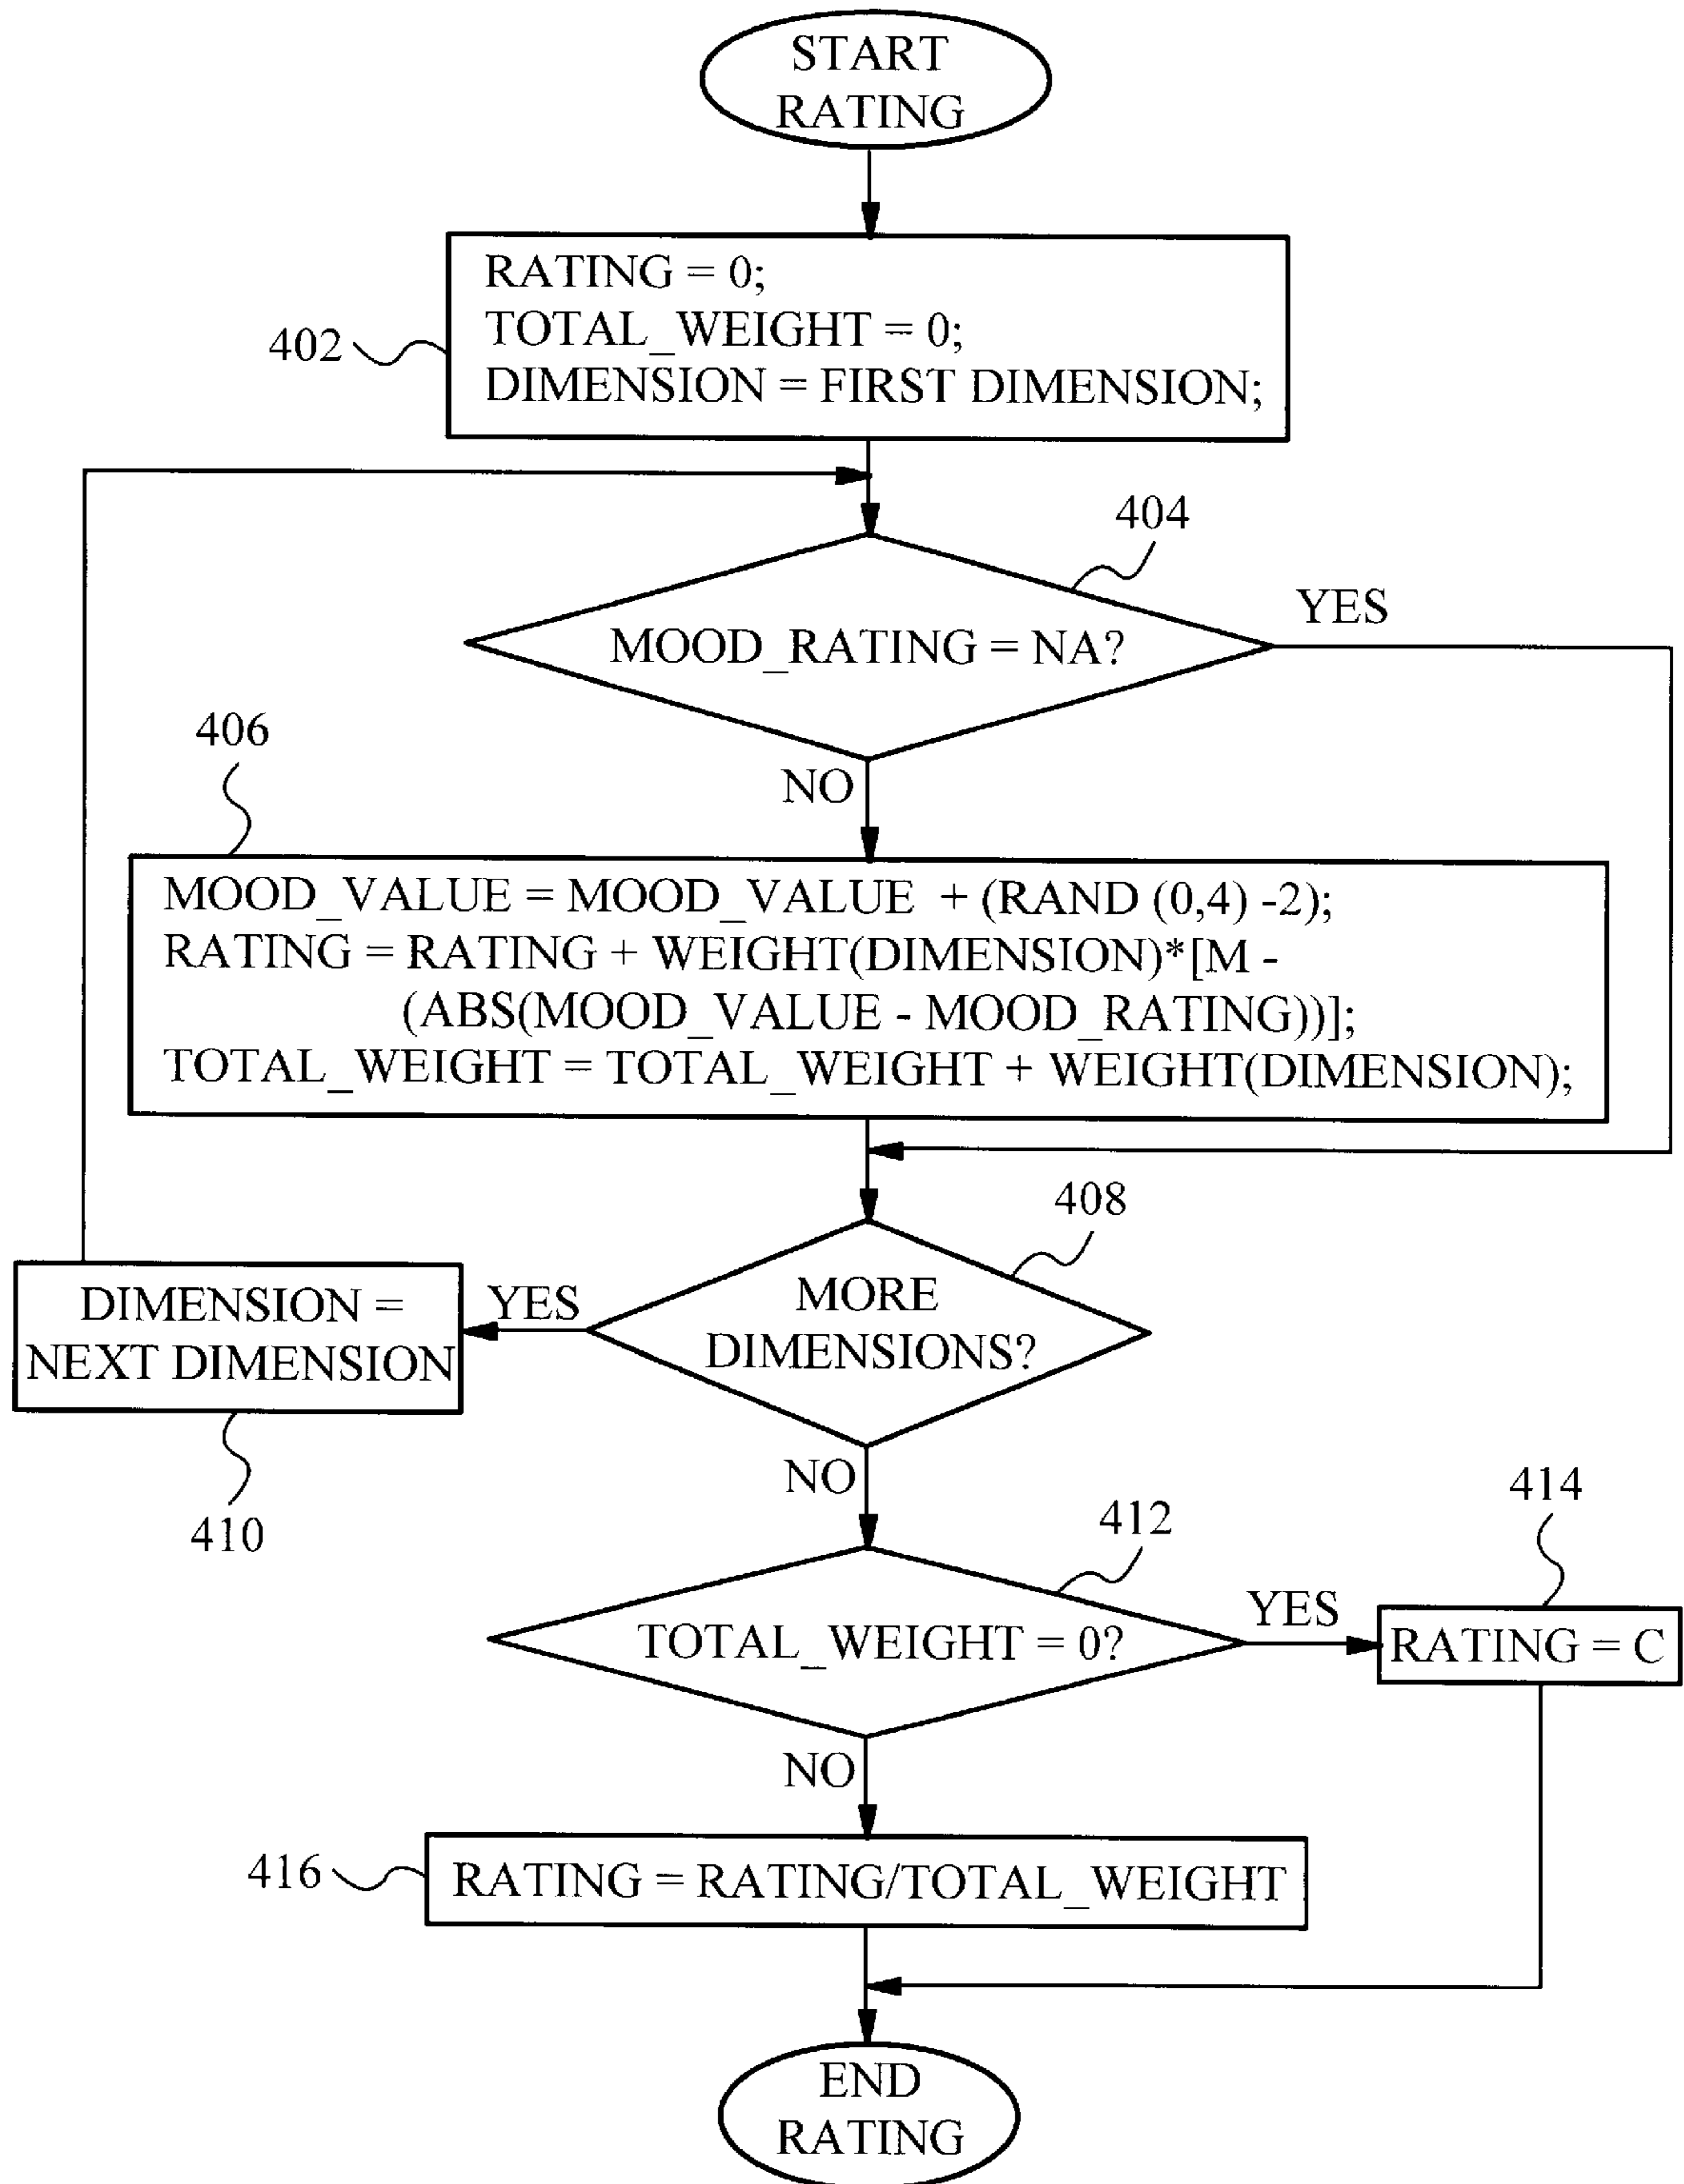 START
RATING
RATING = 0;
TOTAL_WEIGHT = 0;
DIMENSION = FIRST DIMENSION;
402
404
MOOD_RATING = NA?
YES
NO
406
MOOD_VALUE = MOOD_VALUE + (RAND (0,4) -2);
RATING = RATING + WEIGHT(DIMENSION)*[M -
(ABS(MOOD_VALUE - MOOD_RATING))];
TOTAL_WEIGHT = TOTAL_WEIGHT + WEIGHT(DIMENSION);
408
MORE
DIMENSIONS?
YES
DIMENSION =
NEXT DIMENSION
410
NO
412
TOTAL_WEIGHT = 0?
YES
414
RATING = C
NO
416
RATING = RATING/TOTAL_WEIGHT
END
RATING